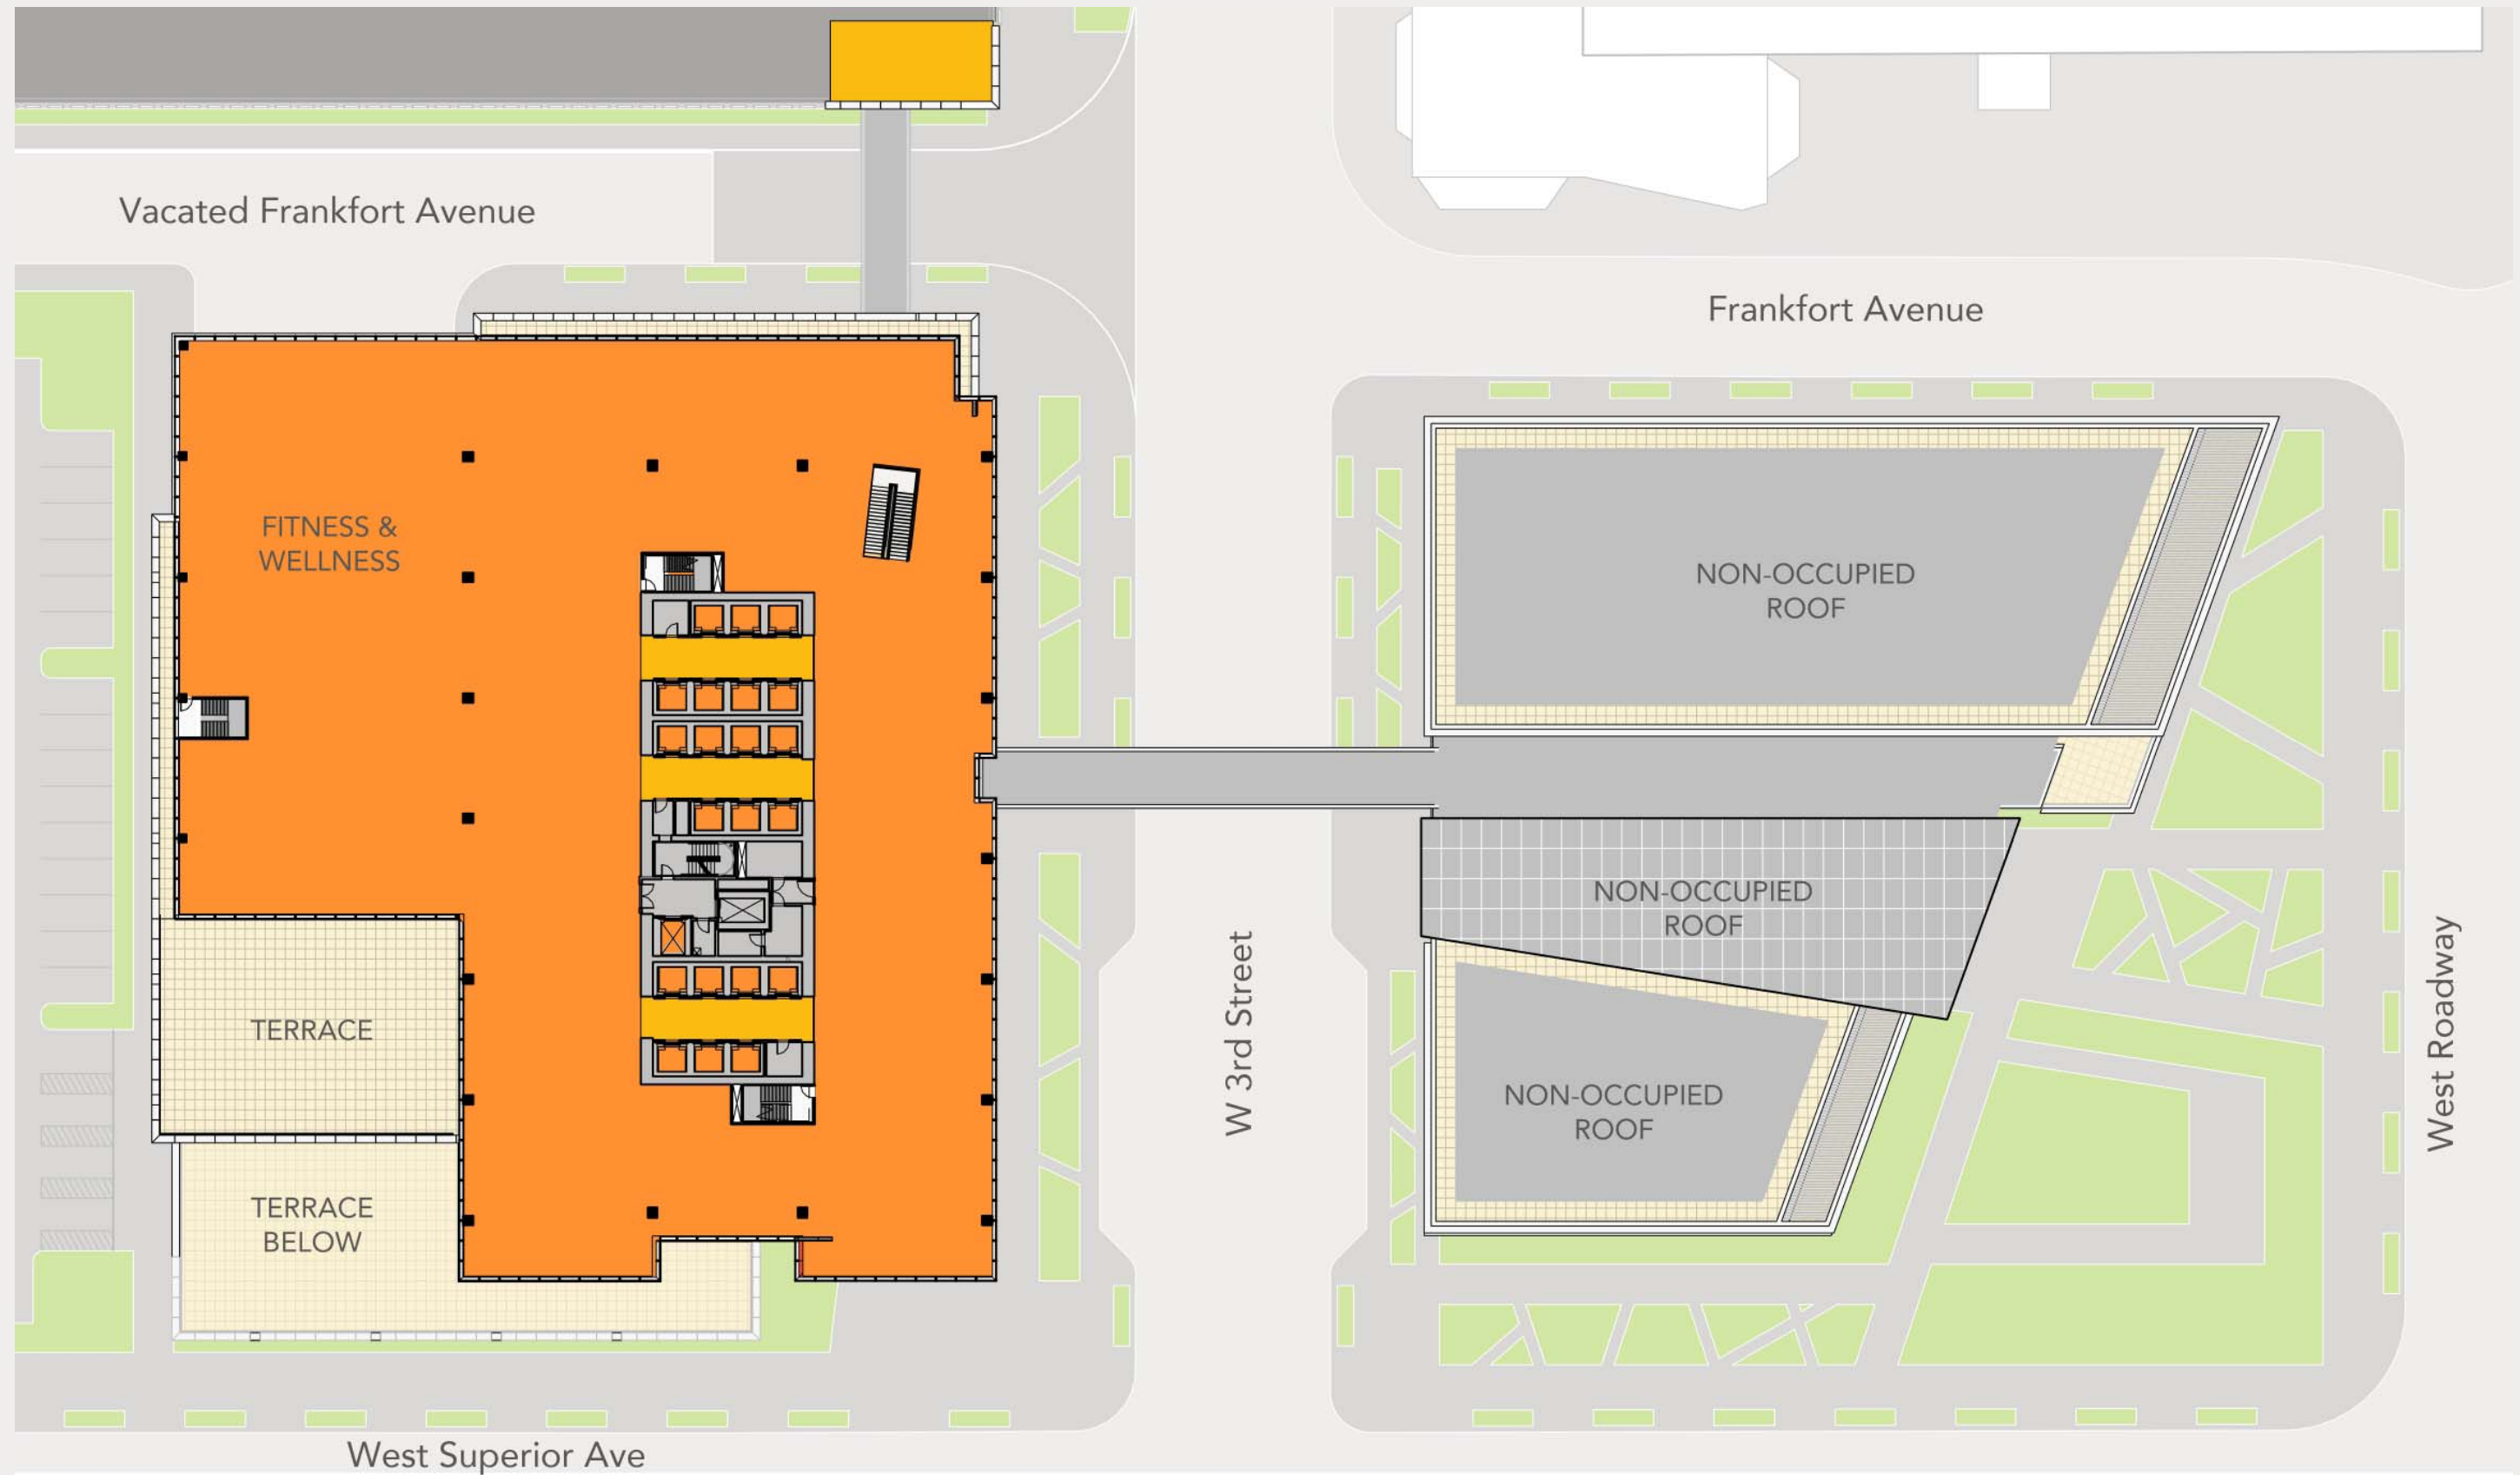 Vacated Frankfort Avenue
Frankfort Avenue
FITNESS &
WELLNESS
NON-OCCUPIED
ROOF
NON-OCCUPIED
ROOF
TERRACE
NON-OCCUPIED
ROOF
TERRACE
BELOW
W 3rd Street
West Roadway
West Superior Ave